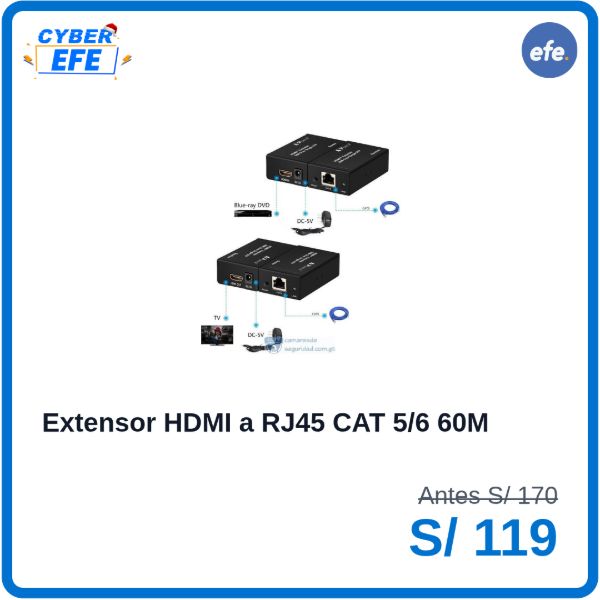 CYBER
EFE
efe.
Blue-ray DVD
DC-5V
TV
DC-5V
Extensor HDMI a RJ45 CAT 5/6 60M
Antes S/ 170
S/ 119